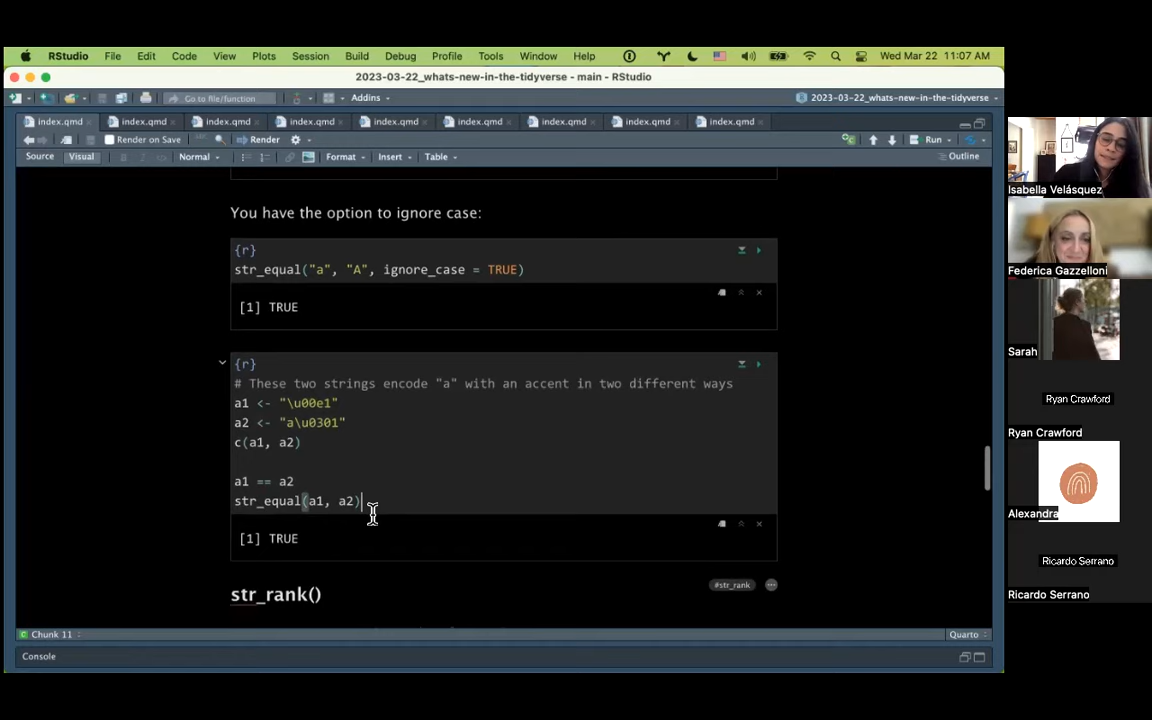 RStudio File Edit Code View Plots Session Build Debug Profile Tools Window Help Wed Mar 22 11:07 AM
2023-03-22_whats-new-in-the-tidyverse - main - RStudio
Go to file/function Addins 2023-03-22_whats-new-in-the-tidyverse
index.qmd index.qmd index.qmd index.qmd index.qmd index.qmd index.qmd index.qmd index.qmd
Render on Save Render Run
Source Visual B I Normal Format Insert Table Outline
You have the option to ignore case:
{r}
str_equal("a", "A", ignore_case = TRUE)
[1] TRUE
{r}
# These two strings encode "a" with an accent in two different ways
a1 <- "\u00e1"
a2 <- "a\u0301"
c(a1, a2)
a1 == a2
str_equal(a1, a2)
[1] TRUE
#str_rank
str_rank()
Chunk 11 Quarto
Console
Isabella Velásquez
Federica Gazzelloni
Sarah
Ryan Crawford
Ryan Crawford
Alexandra
Ricardo Serrano
Ricardo Serrano